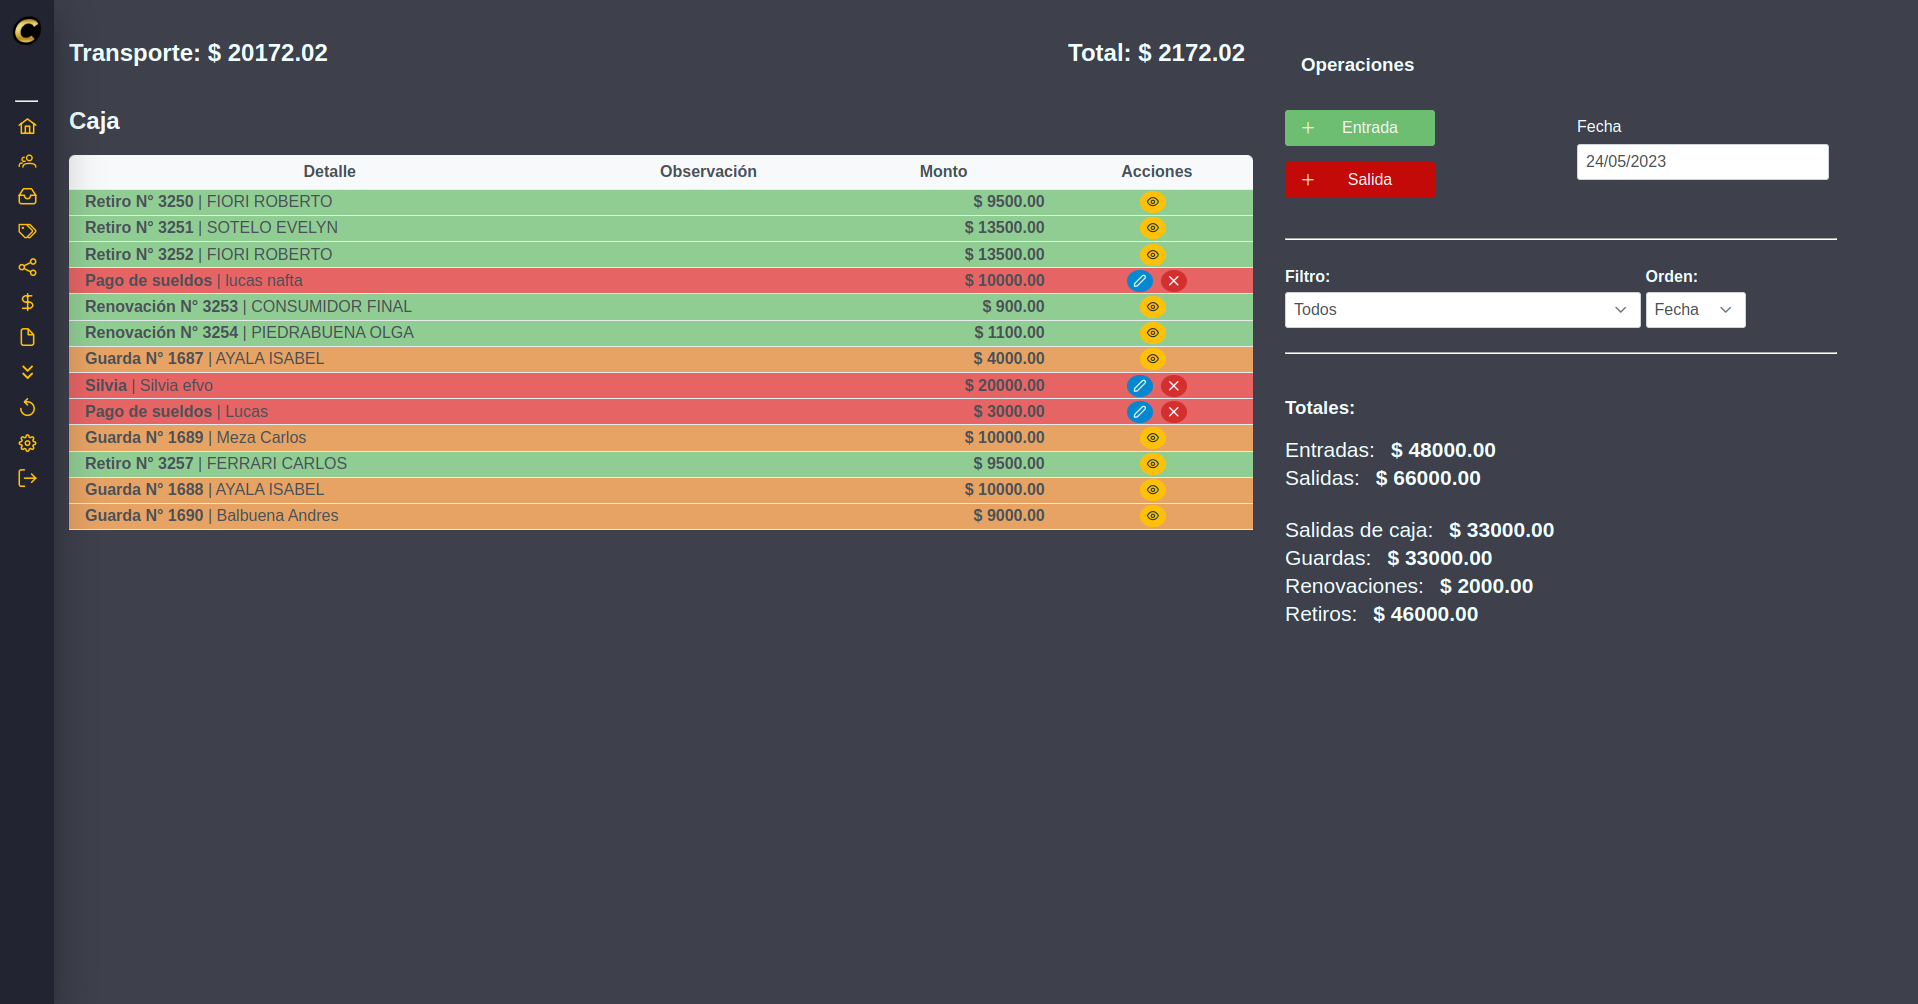 Transporte: $ 20172.02
Total: $ 2172.02
Caja
Detalle Observación Monto Acciones
Retiro N° 3250 | FIORI ROBERTO $ 9500.00
Retiro N° 3251 | SOTELO EVELYN $ 13500.00
Retiro N° 3252 | FIORI ROBERTO $ 13500.00
Pago de sueldos | lucas nafta $ 10000.00
Renovación N° 3253 | CONSUMIDOR FINAL $ 900.00
Renovación N° 3254 | PIEDRABUENA OLGA $ 1100.00
Guarda N° 1687 | AYALA ISABEL $ 4000.00
Silvia | Silvia efvo $ 20000.00
Pago de sueldos | Lucas $ 3000.00
Guarda N° 1689 | Meza Carlos $ 10000.00
Retiro N° 3257 | FERRARI CARLOS $ 9500.00
Guarda N° 1688 | AYALA ISABEL $ 10000.00
Guarda N° 1690 | Balbuena Andres $ 9000.00
Operaciones
Entrada
Salida
Fecha
24/05/2023
Filtro: Orden:
Todos Fecha
Totales:
Entradas: $ 48000.00
Salidas: $ 66000.00
Salidas de caja: $ 33000.00
Guardas: $ 33000.00
Renovaciones: $ 2000.00
Retiros: $ 46000.00